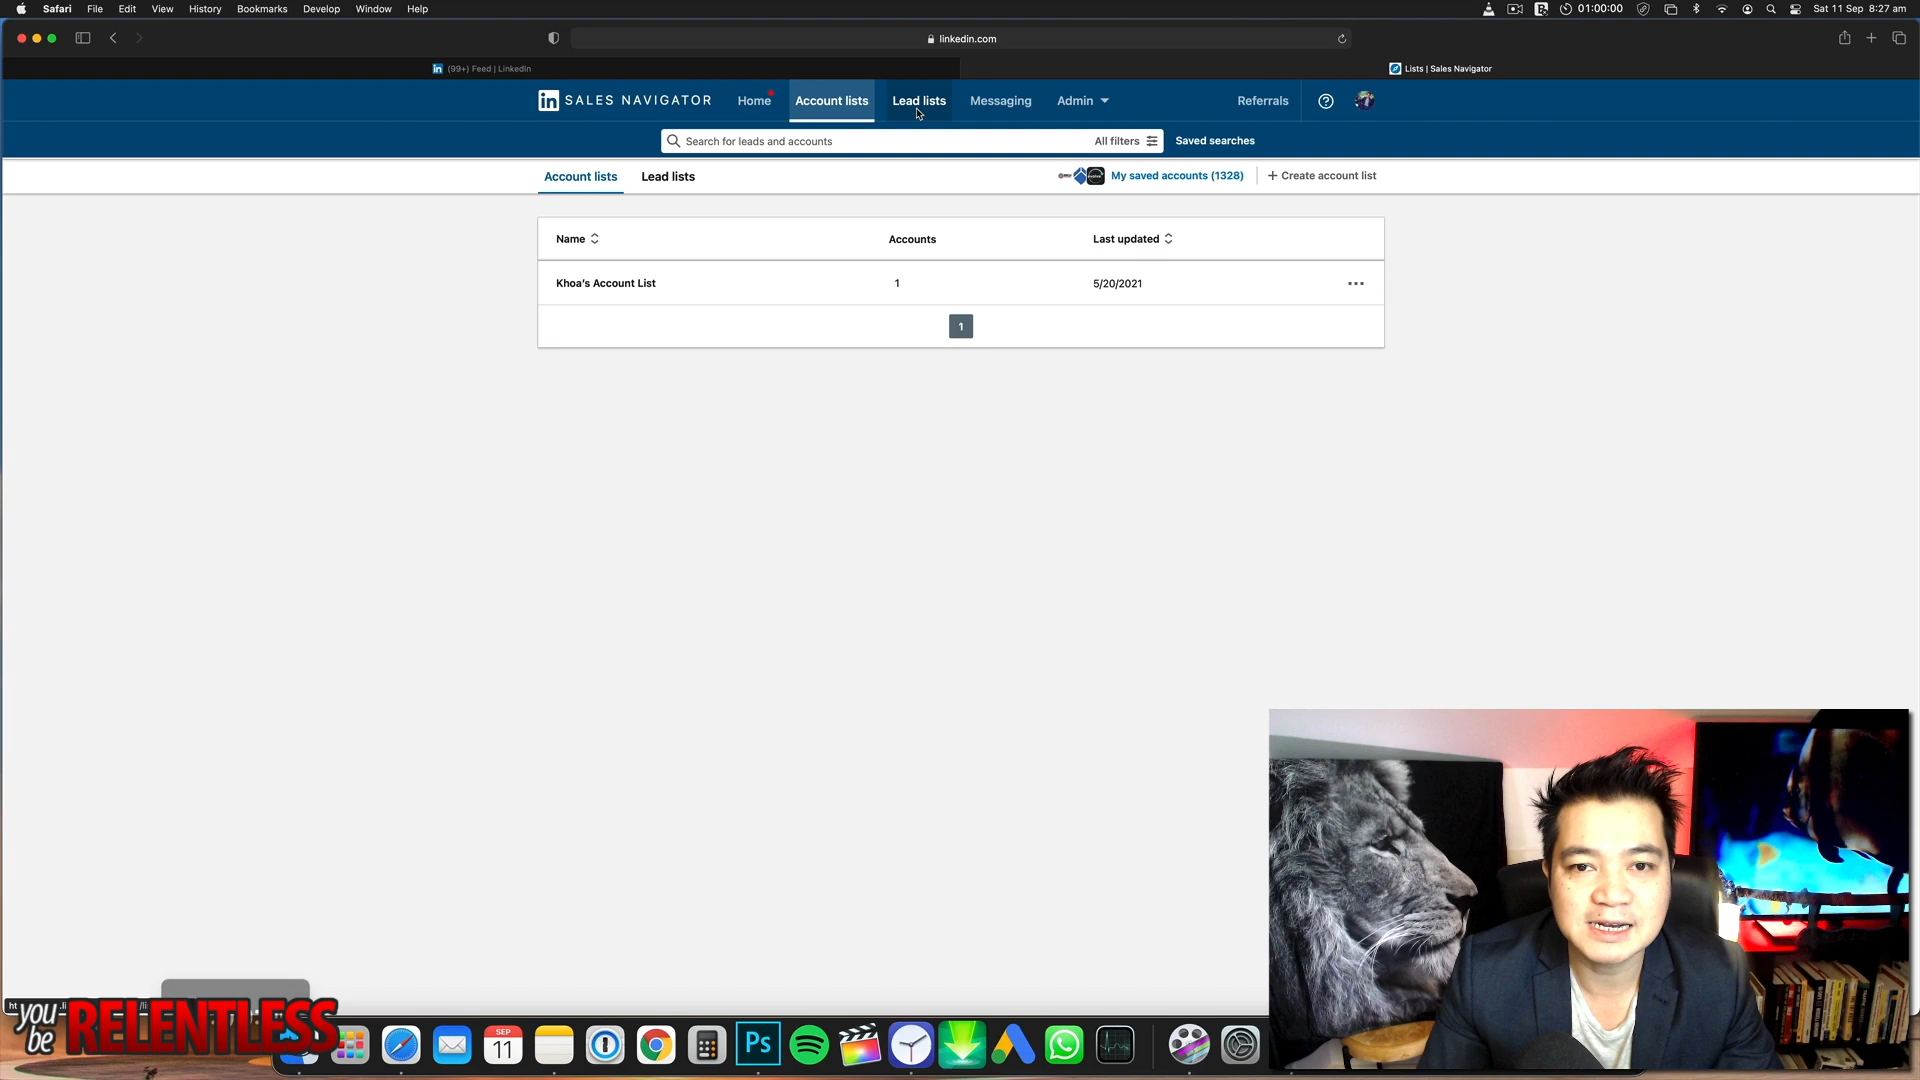 Safari File Edit View History Bookmarks Develop Window Help 01:00:00 Sat 11 Sep 8:27 am
linkedin.com
in (99+) Feed | LinkedIn Lists | Sales Navigator
in SALES NAVIGATOR Home Account lists Lead lists Messaging Admin Referrals
Search for leads and accounts All filters Saved searches
Account lists Lead lists My saved accounts (1328) + Create account list
Name Accounts Last updated
Khoa's Account List 1 5/20/2021
1
you be RELENTLESS
SEP
11
Ps